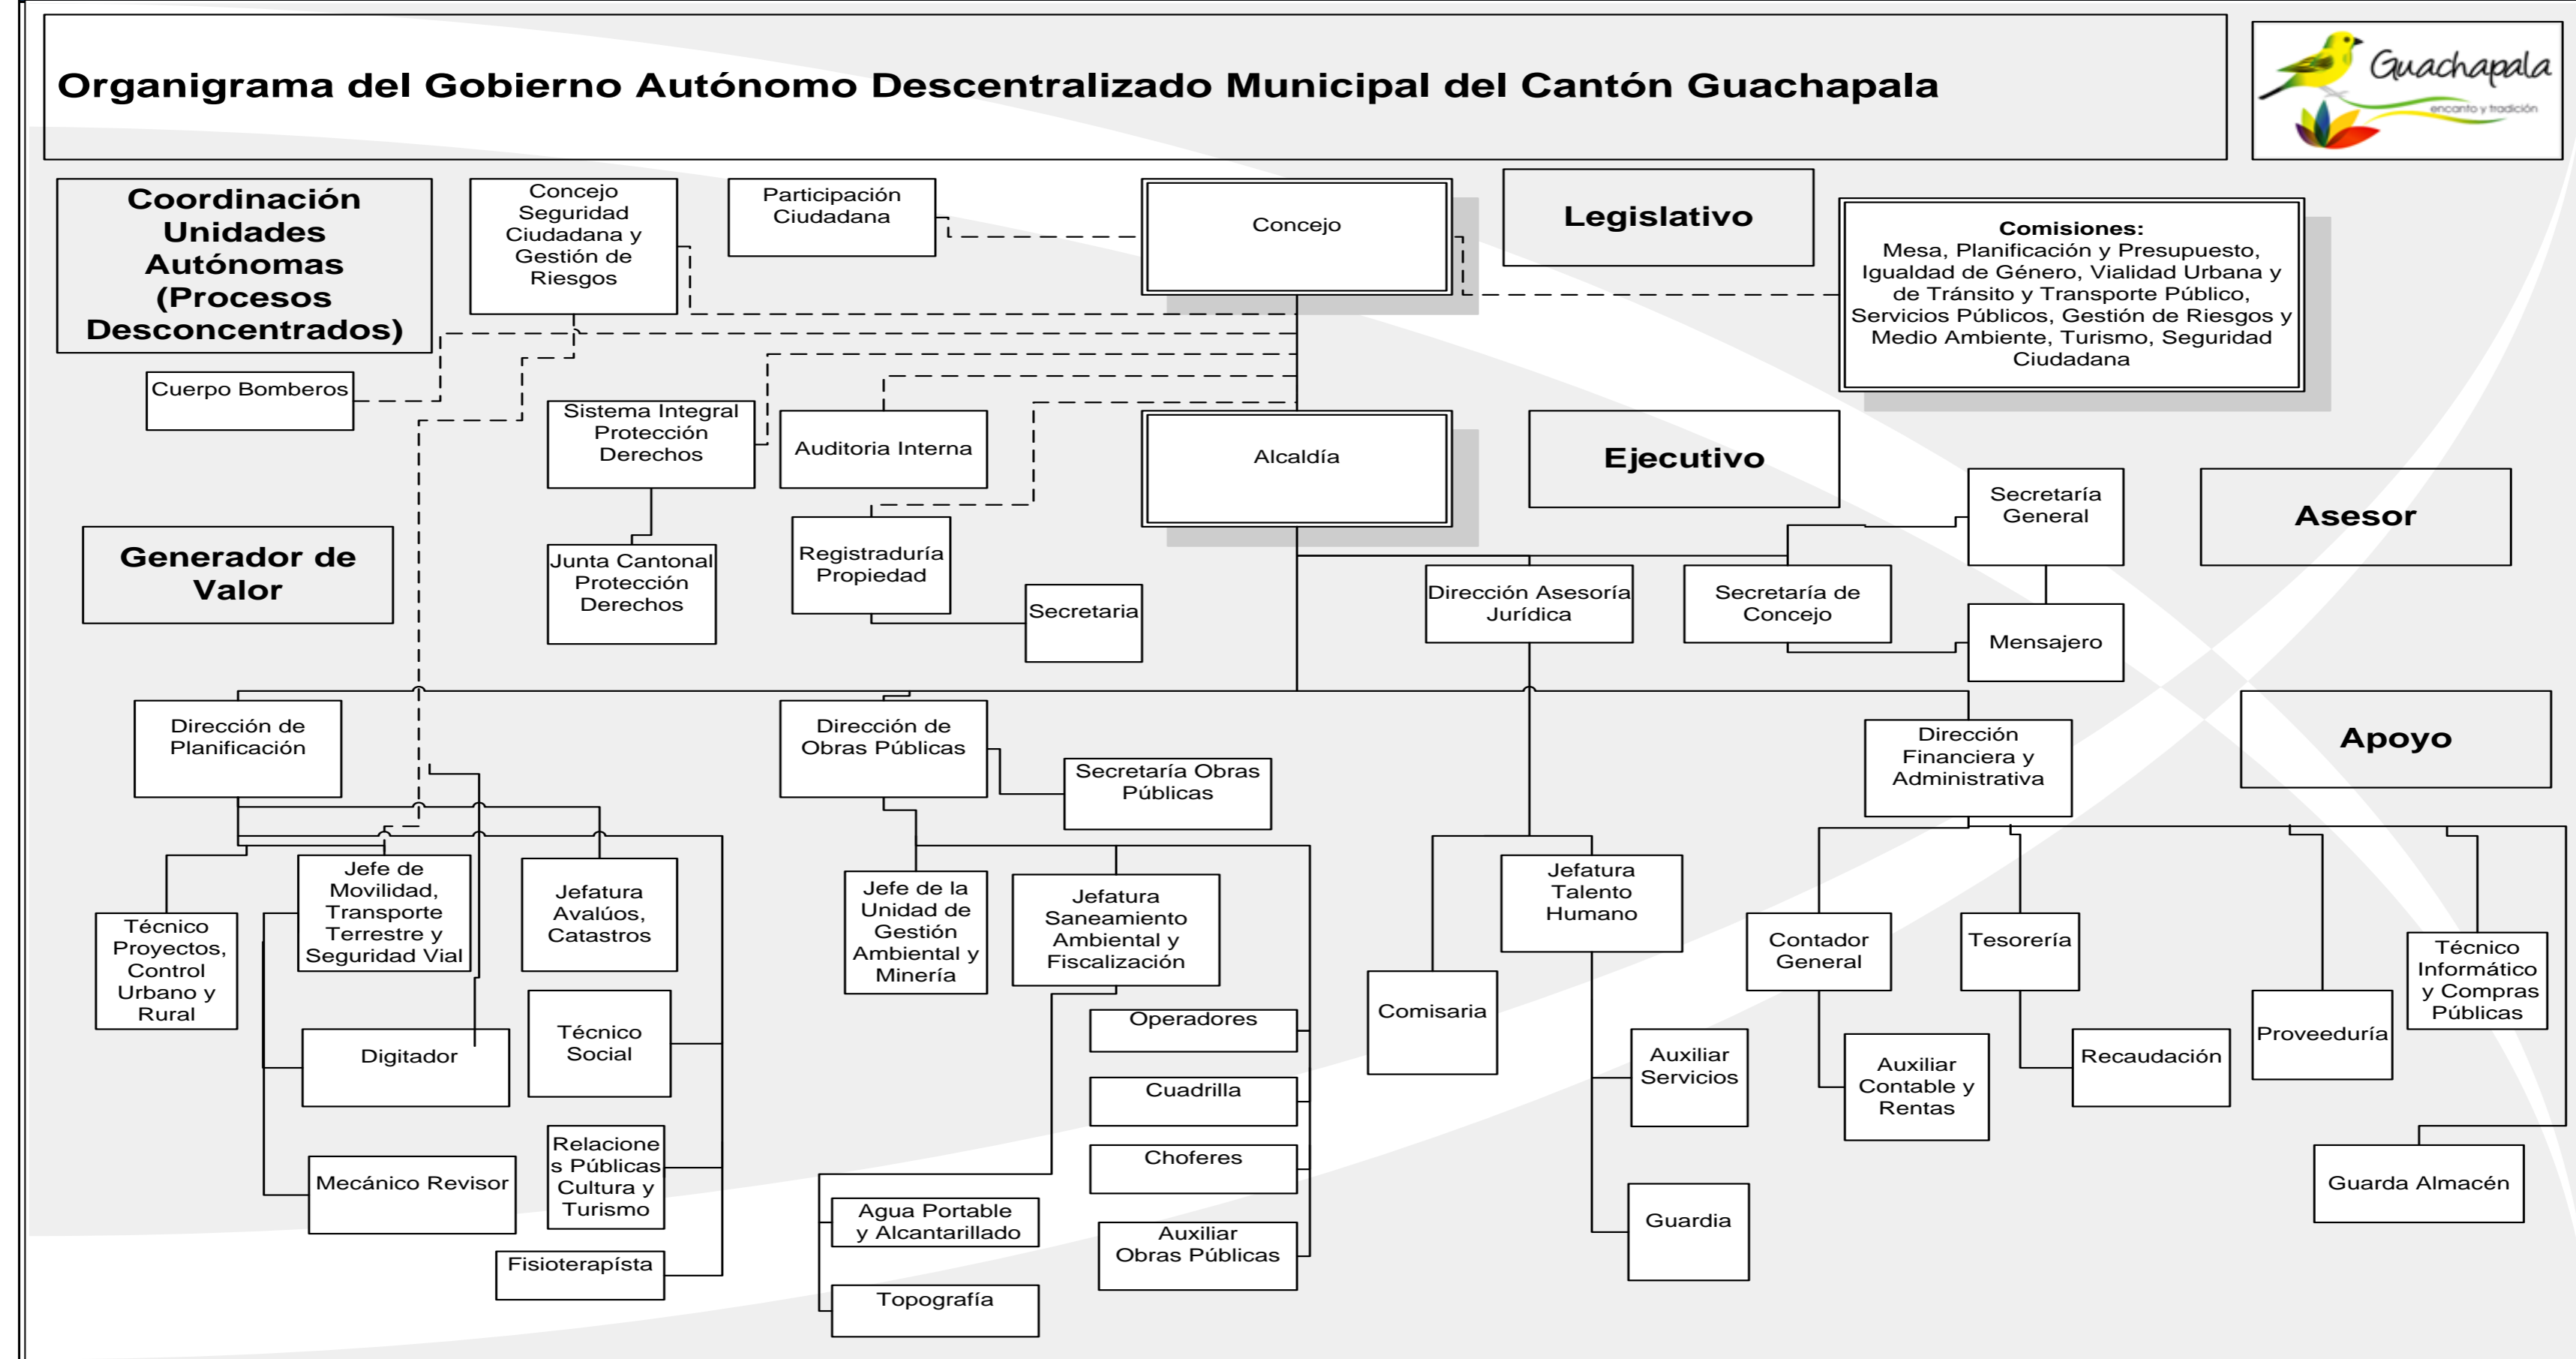 Organigrama del Gobierno Autónomo Descentralizado Municipal del Cantón Guachapala
Guachapala
encanto y tradición
Coordinación
Unidades
Autónomas
(Procesos
Desconcentrados)
Concejo
Seguridad
Ciudadana y
Gestión de
Riesgos
Participación
Ciudadana
Concejo
Legislativo
Comisiones:
Mesa, Planificación y Presupuesto,
Igualdad de Género, Vialidad Urbana y
de Tránsito y Transporte Público,
Servicios Públicos, Gestión de Riesgos y
Medio Ambiente, Turismo, Seguridad
Ciudadana
Cuerpo Bomberos
Sistema Integral
Protección
Derechos
Auditoria Interna
Alcaldía
Ejecutivo
Secretaría
General
Asesor
Generador de
Valor
Junta Cantonal
Protección
Derechos
Registraduría
Propiedad
Secretaria
Dirección Asesoría
Jurídica
Secretaría de
Concejo
Mensajero
Dirección de
Planificación
Dirección de
Obras Públicas
Secretaría Obras
Públicas
Dirección
Financiera y
Administrativa
Apoyo
Técnico
Proyectos,
Control
Urbano y
Rural
Jefe de
Movilidad,
Transporte
Terrestre y
Seguridad Vial
Jefatura
Avalúos,
Catastros
Jefe de la
Unidad de
Gestión
Ambiental y
Minería
Jefatura
Saneamiento
Ambiental y
Fiscalización
Jefatura
Talento
Humano
Contador
General
Tesorería
Técnico
Informático
y Compras
Públicas
Comisaria
Proveeduría
Digitador
Técnico
Social
Operadores
Cuadrilla
Choferes
Auxiliar
Obras Públicas
Auxiliar
Servicios
Auxiliar
Contable y
Rentas
Recaudación
Mecánico Revisor
Relacione
s Públicas
Cultura y
Turismo
Agua Portable
y Alcantarillado
Guardia
Guarda Almacén
Fisioterapísta
Topografía